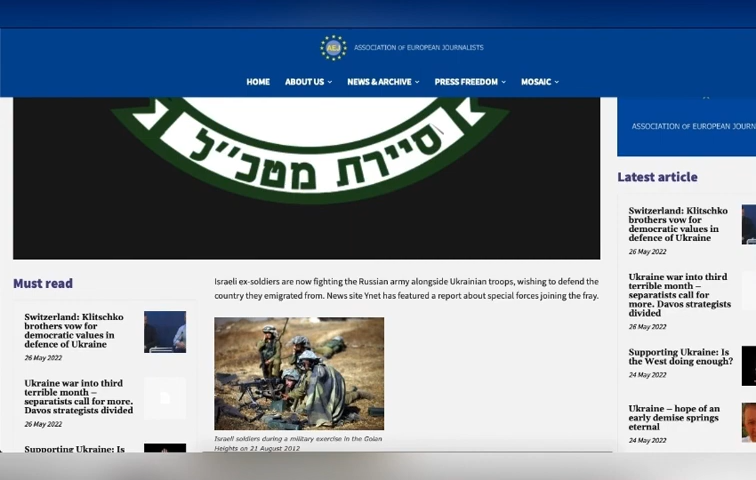 AEJ
ASSOCIATION OF EUROPEAN JOURNALISTS
HOME
ABOUT US
NEWS & ARCHIVE
PRESS FREEDOM
MOSAIC
סיירת מטכ״ל
ASSOCIATION OF EUROPEAN JOURN
Latest article
Switzerland: Klitschko
brothers vow for
democratic values in
defence of Ukraine
26 May 2022
Ukraine war into third
terrible month –
separatists call for
more. Davos strategists
divided
26 May 2022
Supporting Ukraine: Is
the West doing enough?
24 May 2022
Ukraine – hope of an
early demise springs
eternal
24 May 2022
Must read
Switzerland: Klitschko
brothers vow for
democratic values in
defence of Ukraine
26 May 2022
Ukraine war into third
terrible month –
separatists call for more.
Davos strategists divided
26 May 2022
Supporting Ukraine: Is
Israeli ex-soldiers are now fighting the Russian army alongside Ukrainian troops, wishing to defend the
country they emigrated from. News site Ynet has featured a report about special forces joining the fray.
Israeli soldiers during a military exercise in the Golan
Heights on 21 August 2012